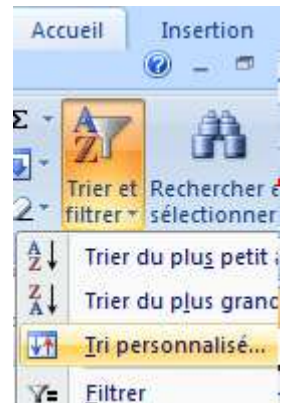 Accueil Insertion
Σ
Trier et Rechercher
filtrer sélectionner
Trier du plus petit
Trier du plus grand
Tri personnalisé...
Filtrer